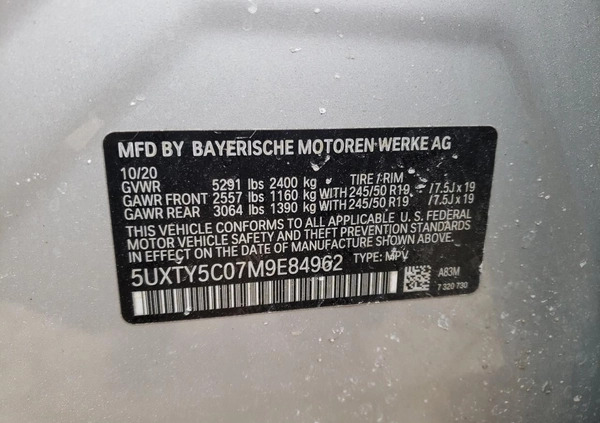 MFD BY BAYERISCHE MOTOREN WERKE AG
10/20
GVWR 5291 lbs 2400 kg TIRE / RIM
GAWR FRONT 2557 lbs 1160 kg WITH 245/50 R19 /7.5J x 19
GAWR REAR 3064 lbs 1390 kg WITH 245/50 R19 /7.5J x 19
THIS VEHICLE CONFORMS TO ALL APPLICABLE U. S. FEDERAL
MOTOR VEHICLE SAFETY AND THEFT PREVENTION STANDARDS
IN EFFECT ON THE DATE OF MANUFACTURE SHOWN ABOVE.
5UXTY5C07M9E84962 TYPE: MPV
A83M
7 320 730